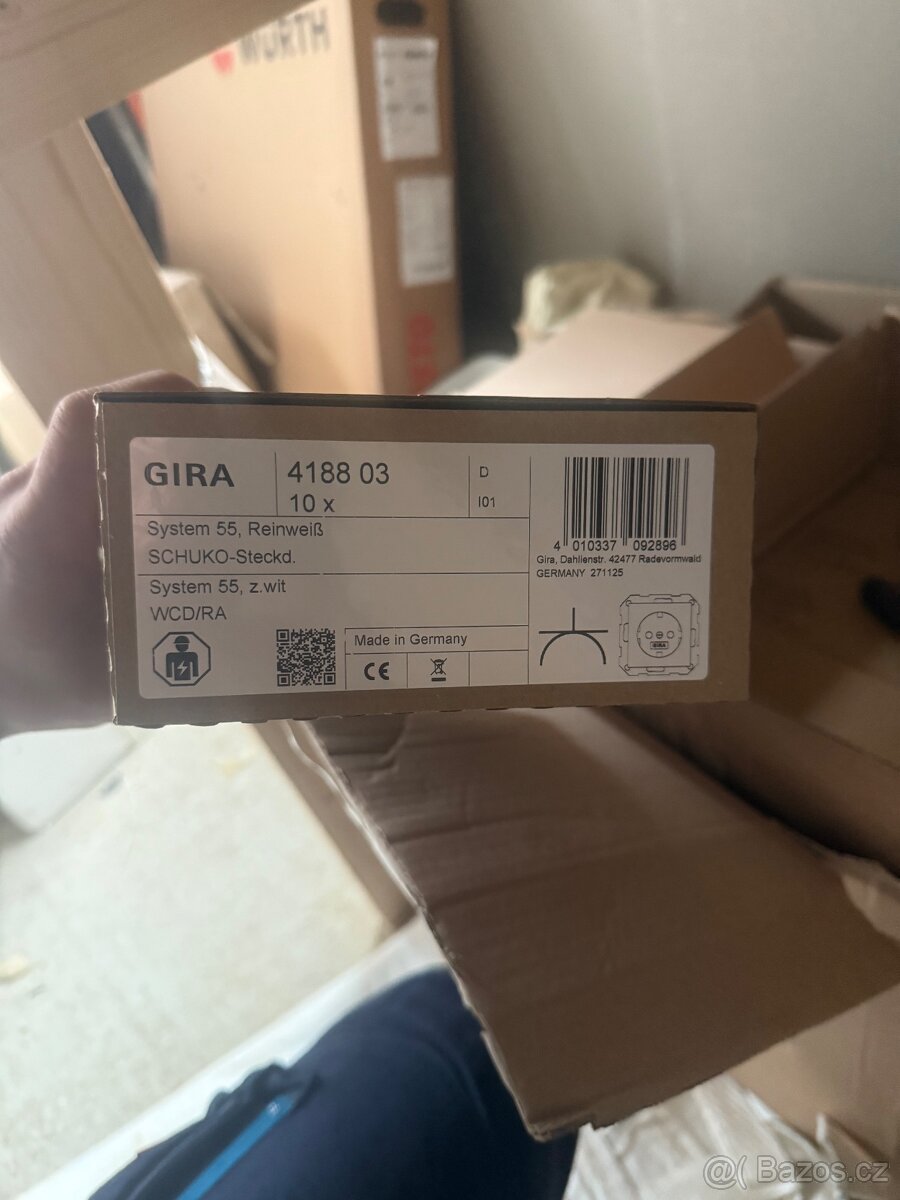 WÜRTH
GIRA
4188 03
10 x
D
I01
System 55, Reinweiß
SCHUKO-Steckd.
System 55, z.wit
WCD/RA
Made in Germany
CE
4 010337 092896
Gira, Dahlienstr. 42477 Radevormwald
GERMANY 271125
GIRA
@( Bazos.cz